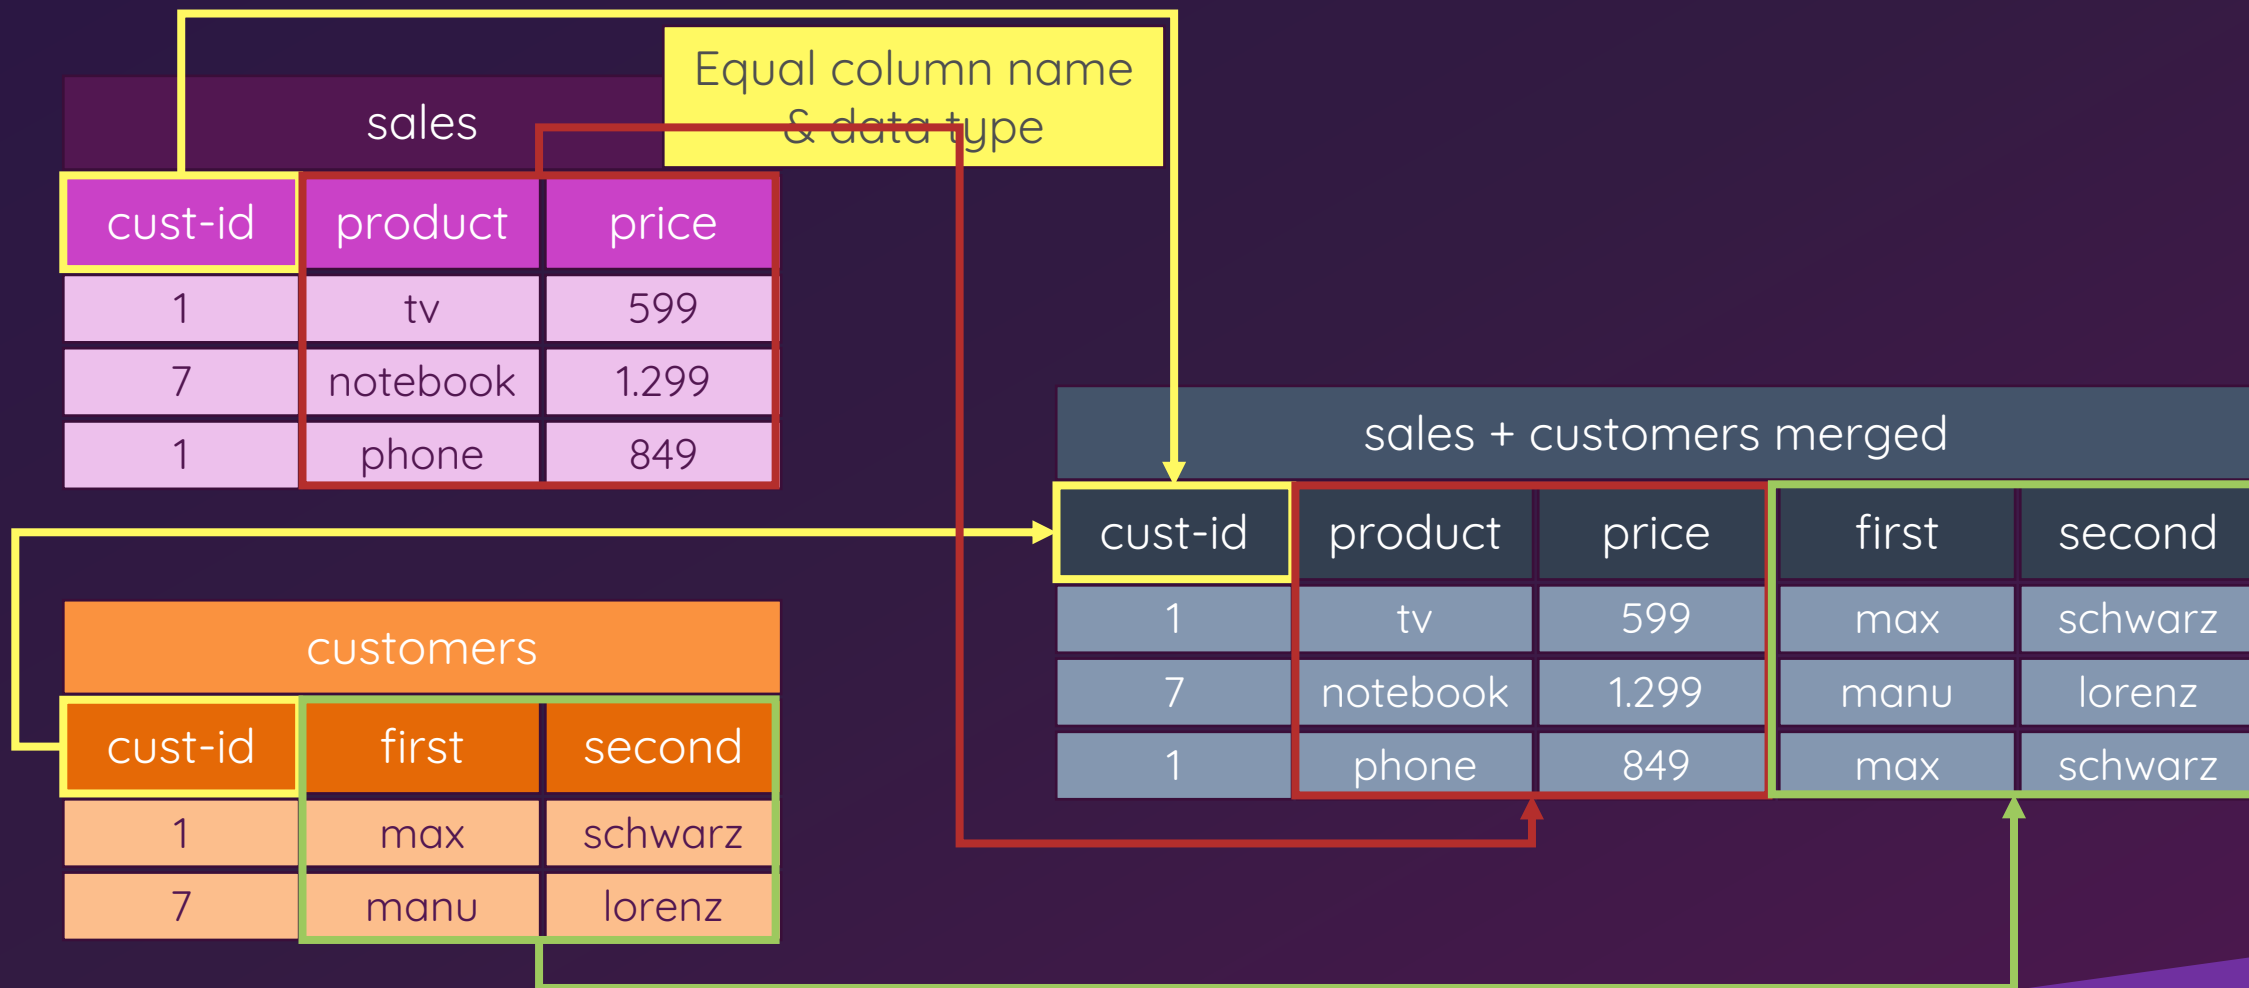 Equal column name
& data type
sales
cust-id product price
1 tv 599
7 notebook 1.299
1 phone 849
customers
cust-id first second
1 max schwarz
7 manu lorenz
sales + customers merged
cust-id product price first second
1 tv 599 max schwarz
7 notebook 1.299 manu lorenz
1 phone 849 max schwarz